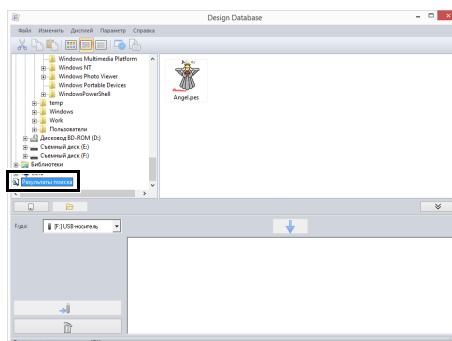 Design Database
Файл Изменить Дисплей Параметр Справка
Windows Multimedia Platform
Windows NT
Windows Photo Viewer
Windows Portable Devices
WindowsPowerShell
temp
Windows
Work
Пользователи
Дисковод BD-ROM (D:)
Съемный диск (E:)
Съемный диск (F:)
Библиотеки
Результаты поиска
Angel.pes
Куда: [F:] USB-носитель